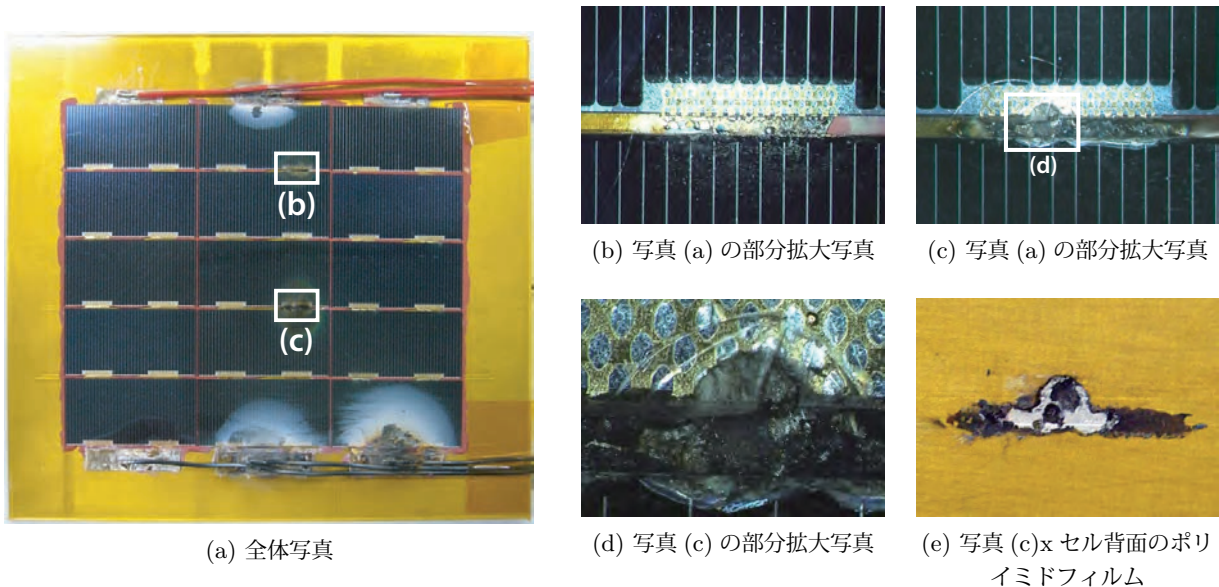 (b)
(c)
(a) 全体写真
(b) 写真 (a) の部分拡大写真
(d)
(c) 写真 (a) の部分拡大写真
(d) 写真 (c) の部分拡大写真
(e) 写真 (c)x セル背面のポリ
イミドフィルム